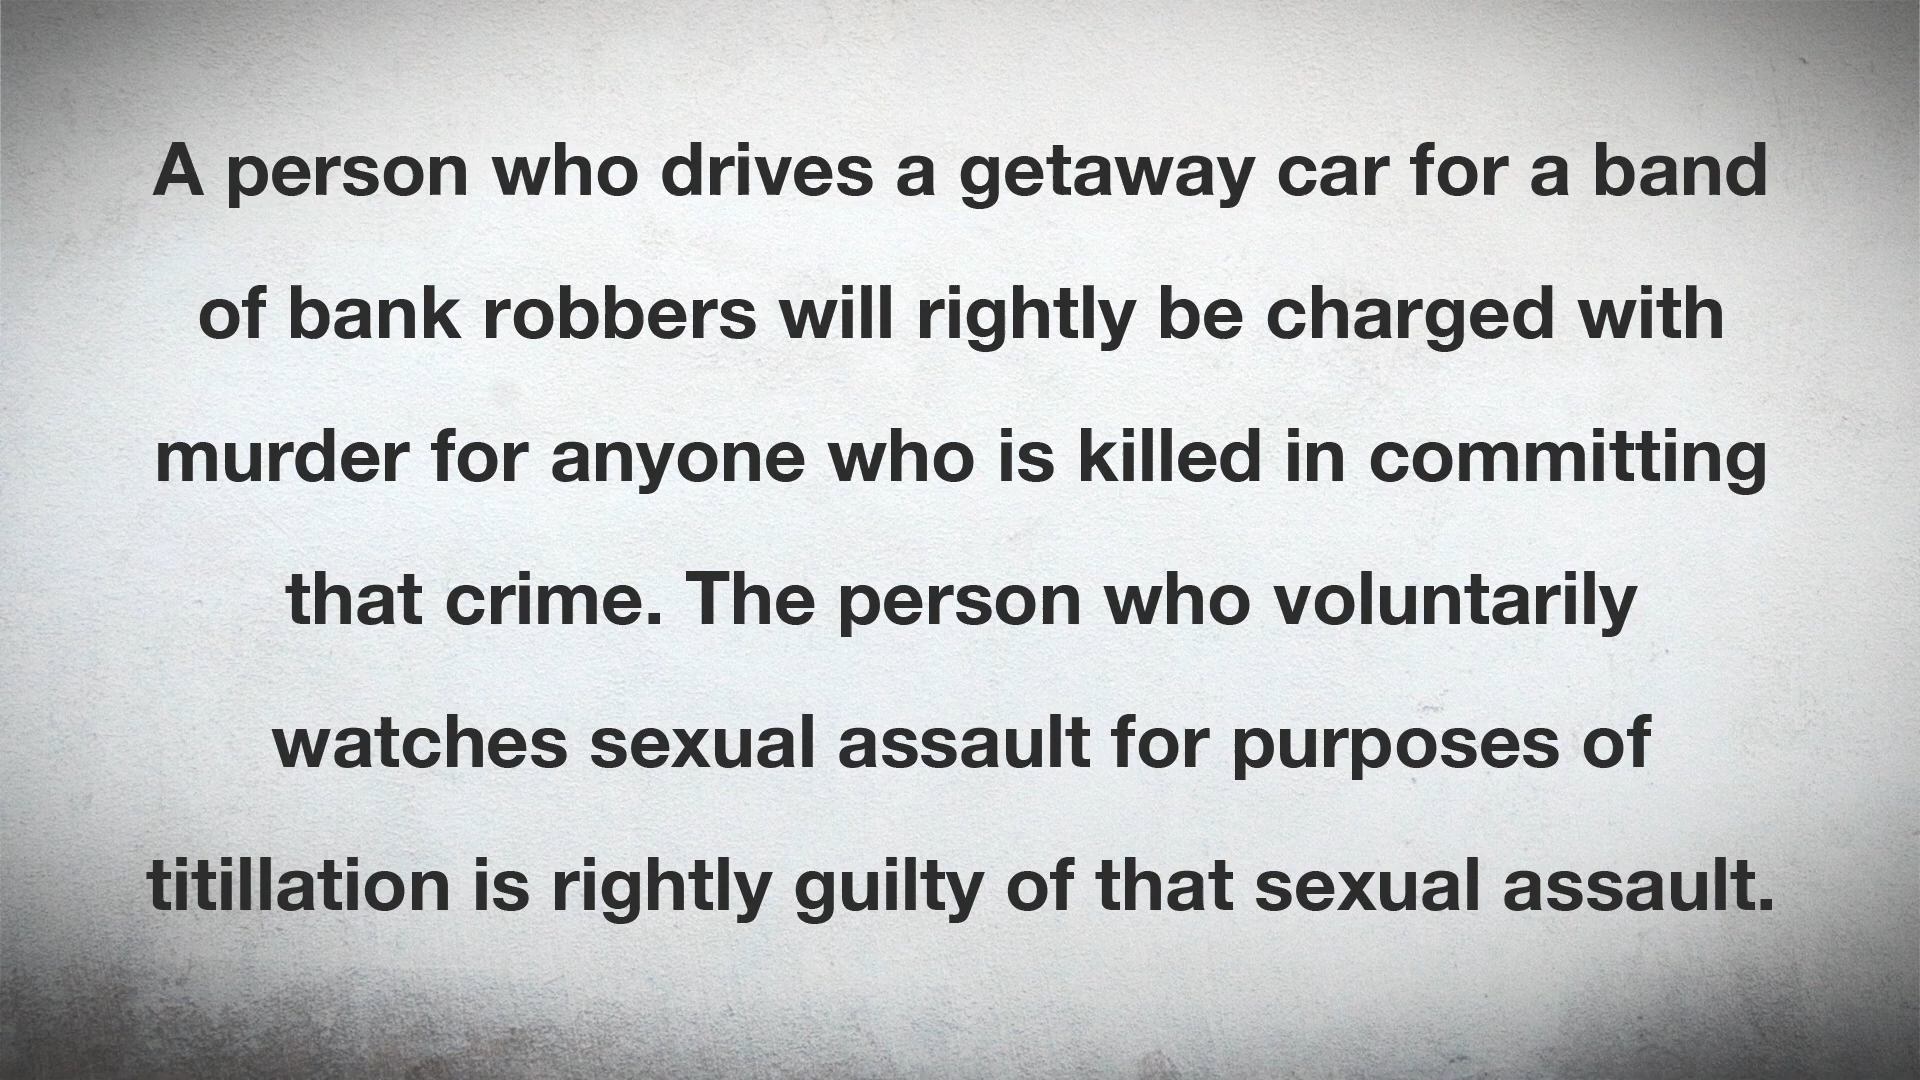 A person who drives a getaway car for a band
of bank robbers will rightly be charged with
murder for anyone who is killed in committing
that crime. The person who voluntarily
watches sexual assault for purposes of
titillation is rightly guilty of that sexual assault.